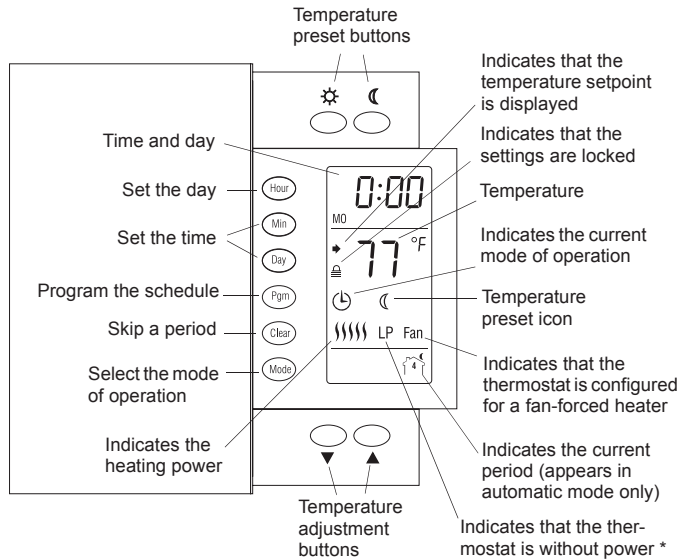 Temperature
preset buttons
Indicates that the
temperature setpoint
is displayed
Indicates that the
settings are locked
Temperature
Indicates the current
mode of operation
Temperature
preset icon
Indicates that the
thermostat is configured
for a fan-forced heater
Indicates the current
period (appears in
automatic mode only)
Indicates that the ther-
mostat is without power *
Time and day
Set the day
Set the time
Program the schedule
Skip a period
Select the mode
of operation
Indicates the
heating power
Temperature
adjustment
buttons
Hour
Min
Day
Pgm
Clear
Mode
0:00
MO
77 °F
LP Fan
4